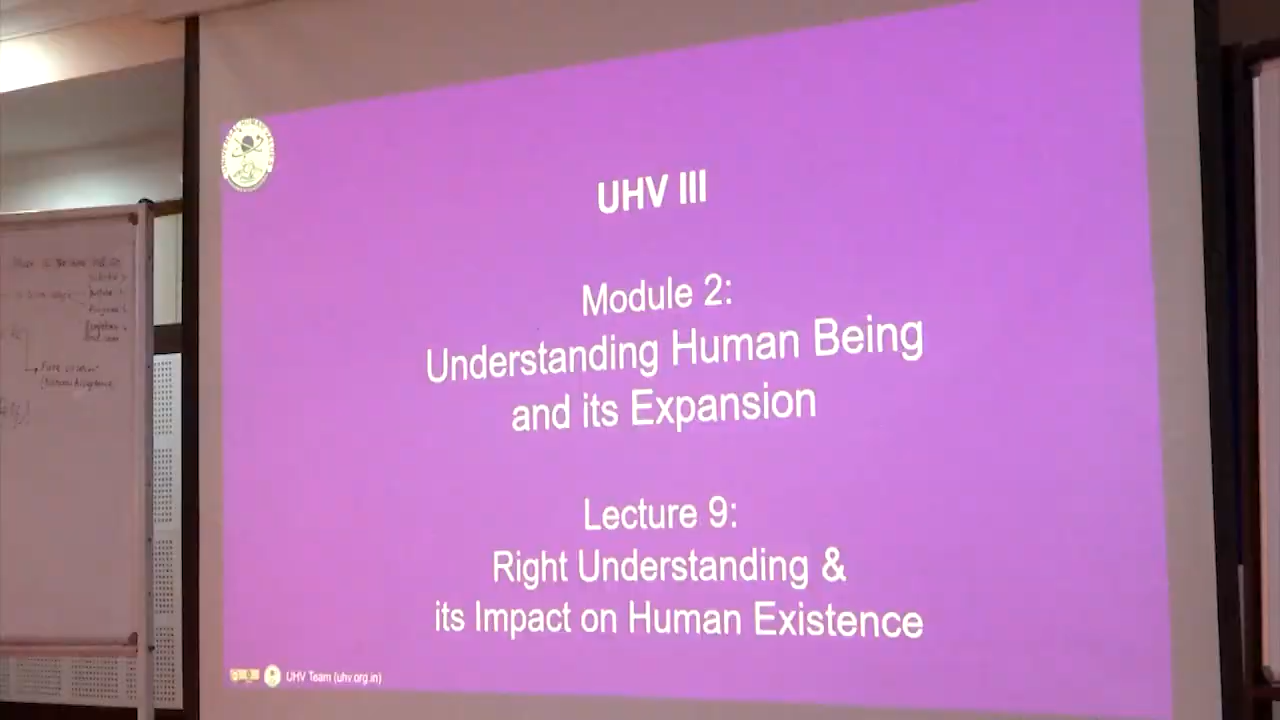 UHV III
Module 2:
Understanding Human Being
and its Expansion
Lecture 9:
Right Understanding &
its Impact on Human Existence
UHV Team (uhv.org.in)